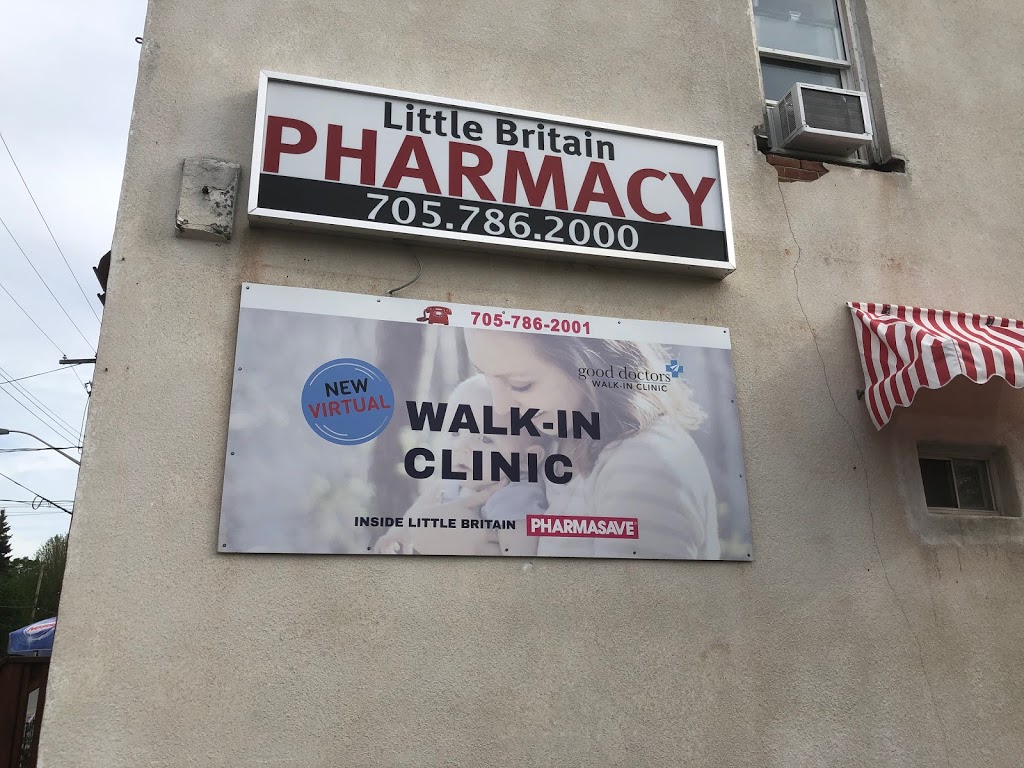 Little Britain
PHARMACY
705.786.2000
705-786-2001
good doctors
WALK-IN CLINIC
NEW
VIRTUAL
WALK-IN
CLINIC
INSIDE LITTLE BRITAIN PHARMASAVE